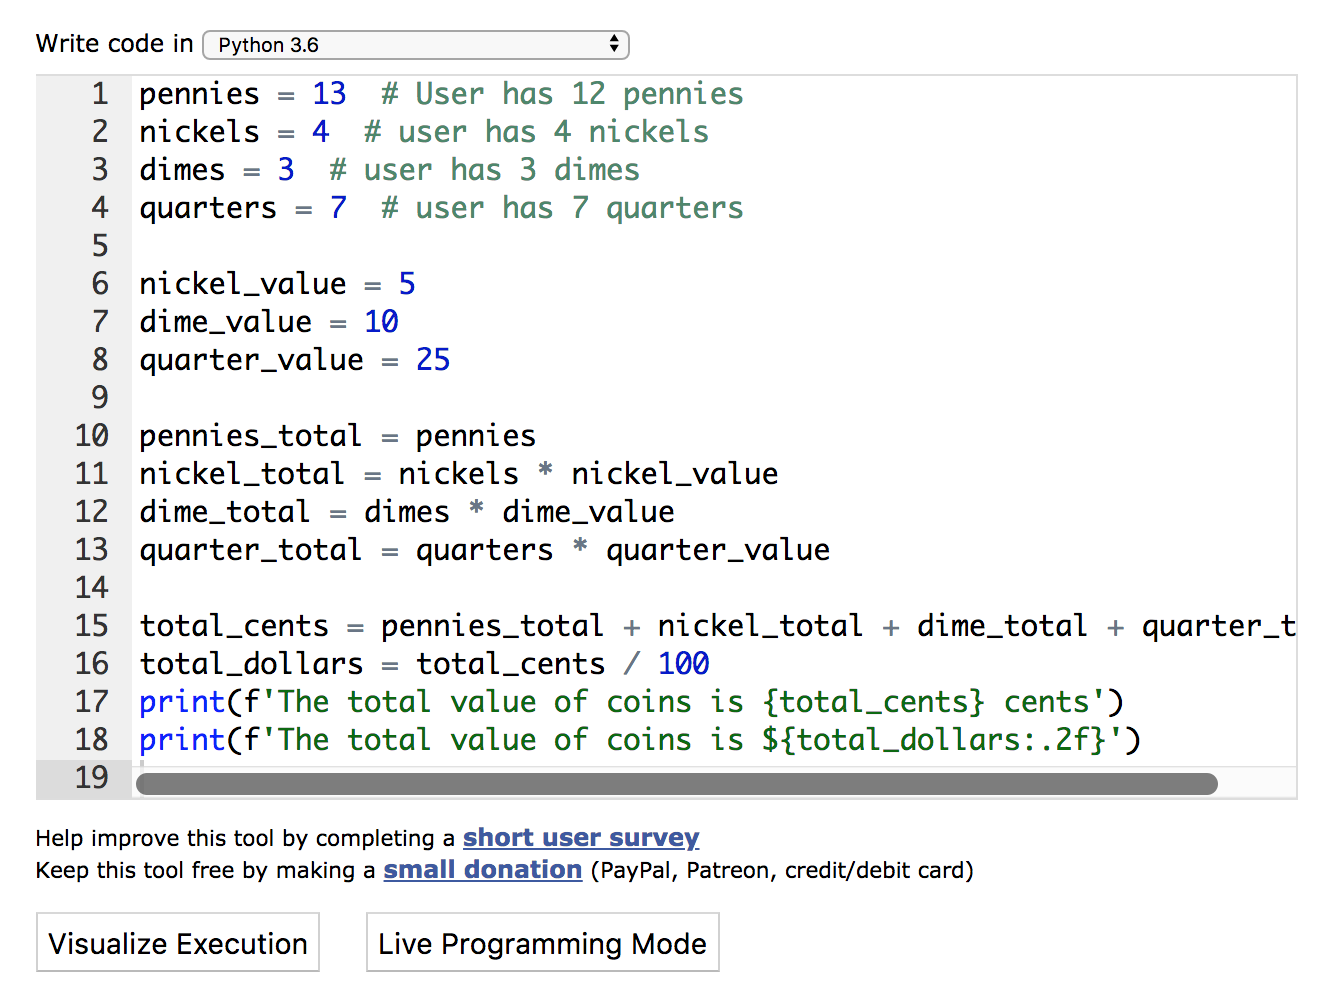 Write code in Python 3.6
1 pennies = 13  # User has 12 pennies
2 nickels = 4  # user has 4 nickels
3 dimes = 3  # user has 3 dimes
4 quarters = 7  # user has 7 quarters
5
6 nickel_value = 5
7 dime_value = 10
8 quarter_value = 25
9
10 pennies_total = pennies
11 nickel_total = nickels * nickel_value
12 dime_total = dimes * dime_value
13 quarter_total = quarters * quarter_value
14
15 total_cents = pennies_total + nickel_total + dime_total + quarter_t
16 total_dollars = total_cents / 100
17 print(f'The total value of coins is {total_cents} cents')
18 print(f'The total value of coins is ${total_dollars:.2f}')
19
Help improve this tool by completing a short user survey
Keep this tool free by making a small donation (PayPal, Patreon, credit/debit card)
Visualize Execution Live Programming Mode